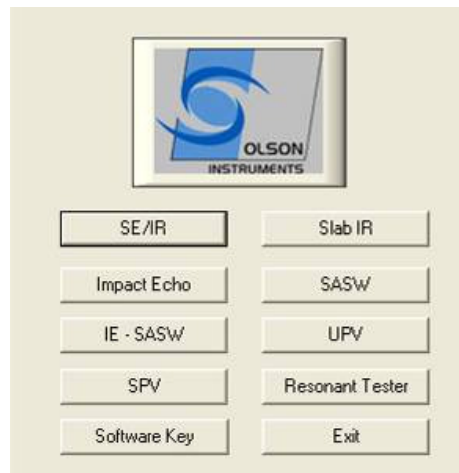 OLSON
INSTRUMENTS
SE/IR
Slab IR
Impact Echo
SASW
IE - SASW
UPV
SPV
Resonant Tester
Software Key
Exit